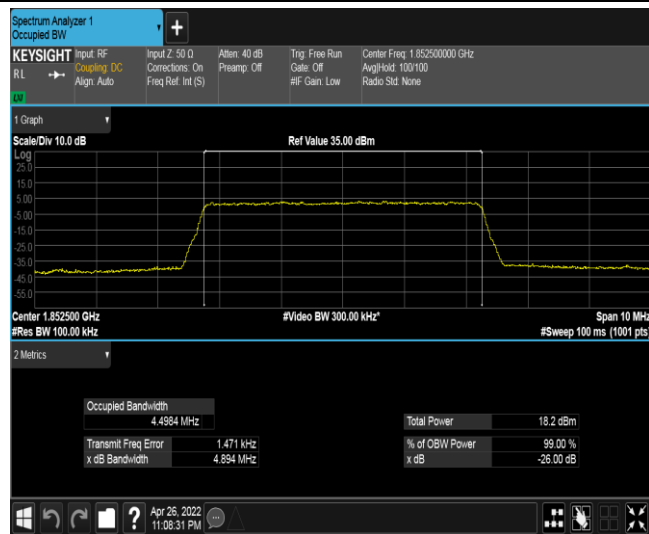 Spectrum Analyzer 1
Occupied BW
+
KEYSIGHT Input: RF Input Z: 50 Ω Atten: 40 dB Trig: Free Run Center Freq: 1.852500000 GHz
RL Coupling: DC Corrections: On Preamp: Off Gate: Off Avg|Hold: 100/100
Align: Auto Freq Ref: Int (S) #IF Gain: Low Radio Std: None
1 Graph
Scale/Div 10.0 dB Ref Value 35.00 dBm
Log
25.0
15.0
5.00
-5.00
-15.0
-25.0
-35.0
-45.0
-55.0
Center 1.852500 GHz #Video BW 300.00 kHz* Span 10 MHz
#Res BW 100.00 kHz #Sweep 100 ms (1001 pts)
2 Metrics
Occupied Bandwidth
4.4984 MHz Total Power 18.2 dBm
Transmit Freq Error 1.471 kHz % of OBW Power 99.00 %
x dB Bandwidth 4.894 MHz x dB -26.00 dB
? Apr 26, 2022
11:08:31 PM